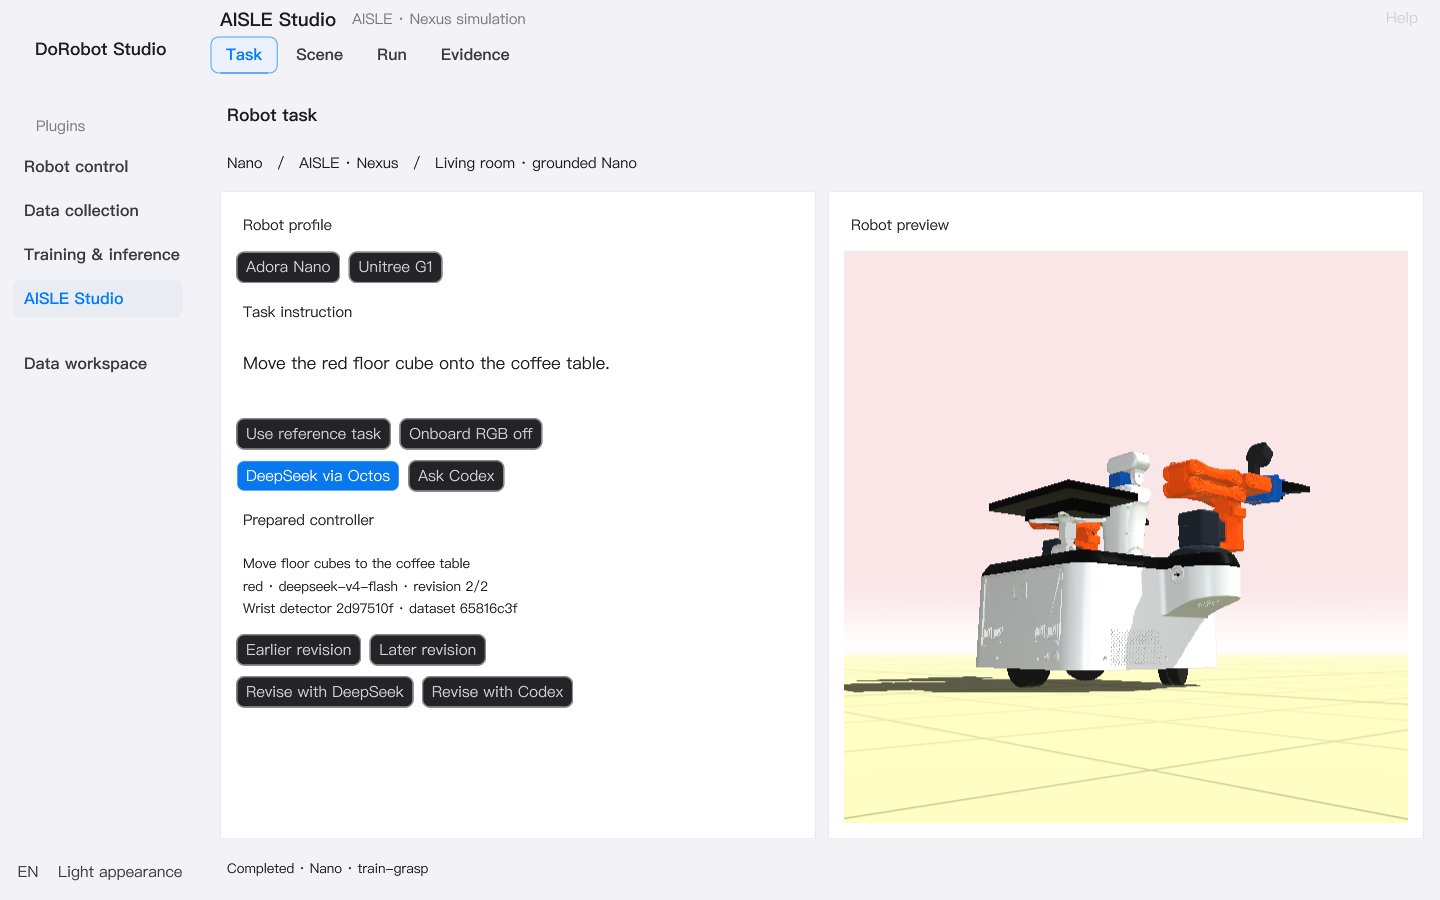 DoRobot Studio
AISLE Studio AISLE · Nexus simulation
Help
Task Scene Run Evidence
Plugins
Robot control
Data collection
Training & inference
AISLE Studio
Data workspace
EN Light appearance
Robot task
Nano / AISLE · Nexus / Living room · grounded Nano
Robot profile
Adora Nano Unitree G1
Task instruction
Move the red floor cube onto the coffee table.
Use reference task Onboard RGB off
DeepSeek via Octos Ask Codex
Prepared controller
Move floor cubes to the coffee table
red · deepseek-v4-flash · revision 2/2
Wrist detector 2d97510f · dataset 65816c3f
Earlier revision Later revision
Revise with DeepSeek Revise with Codex
Robot preview
Completed · Nano · train-grasp